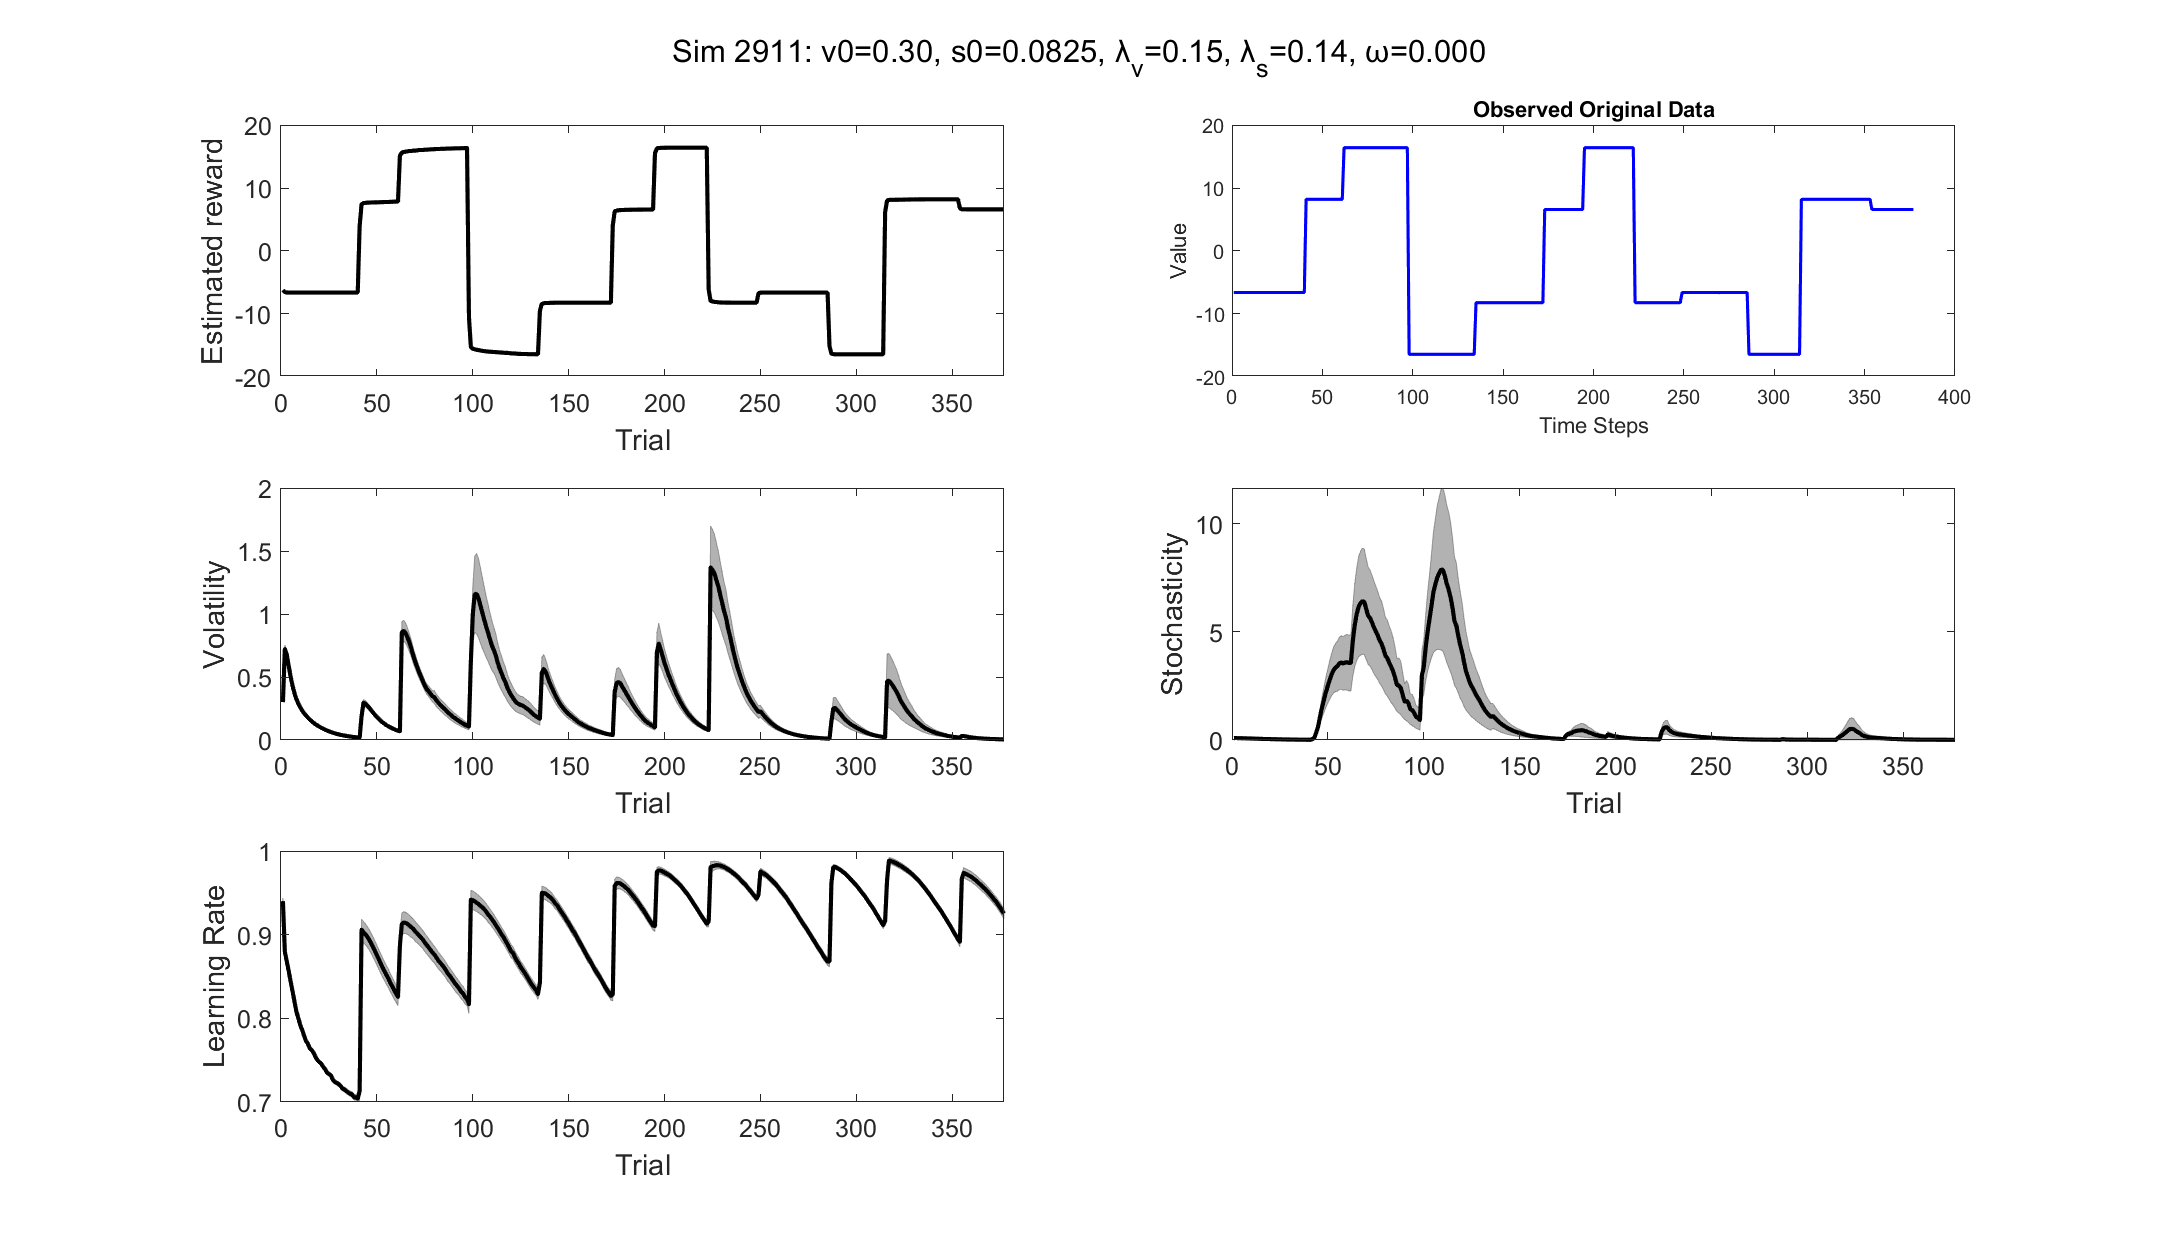 Sim 2911: v0=0.30, s0=0.0825, λ_v=0.15, λ_s=0.14, ω=0.000
20
10
0
-10
-20
Estimated reward
0 50 100 150 200 250 300 350
Trial
Observed Original Data
20
10
0
-10
-20
Value
0 50 100 150 200 250 300 350 400
Time Steps
2
1.5
1
0.5
0
Volatility
0 50 100 150 200 250 300 350
Trial
10
5
0
Stochasticity
0 50 100 150 200 250 300 350
Trial
1
0.9
0.8
0.7
Learning Rate
0 50 100 150 200 250 300 350
Trial